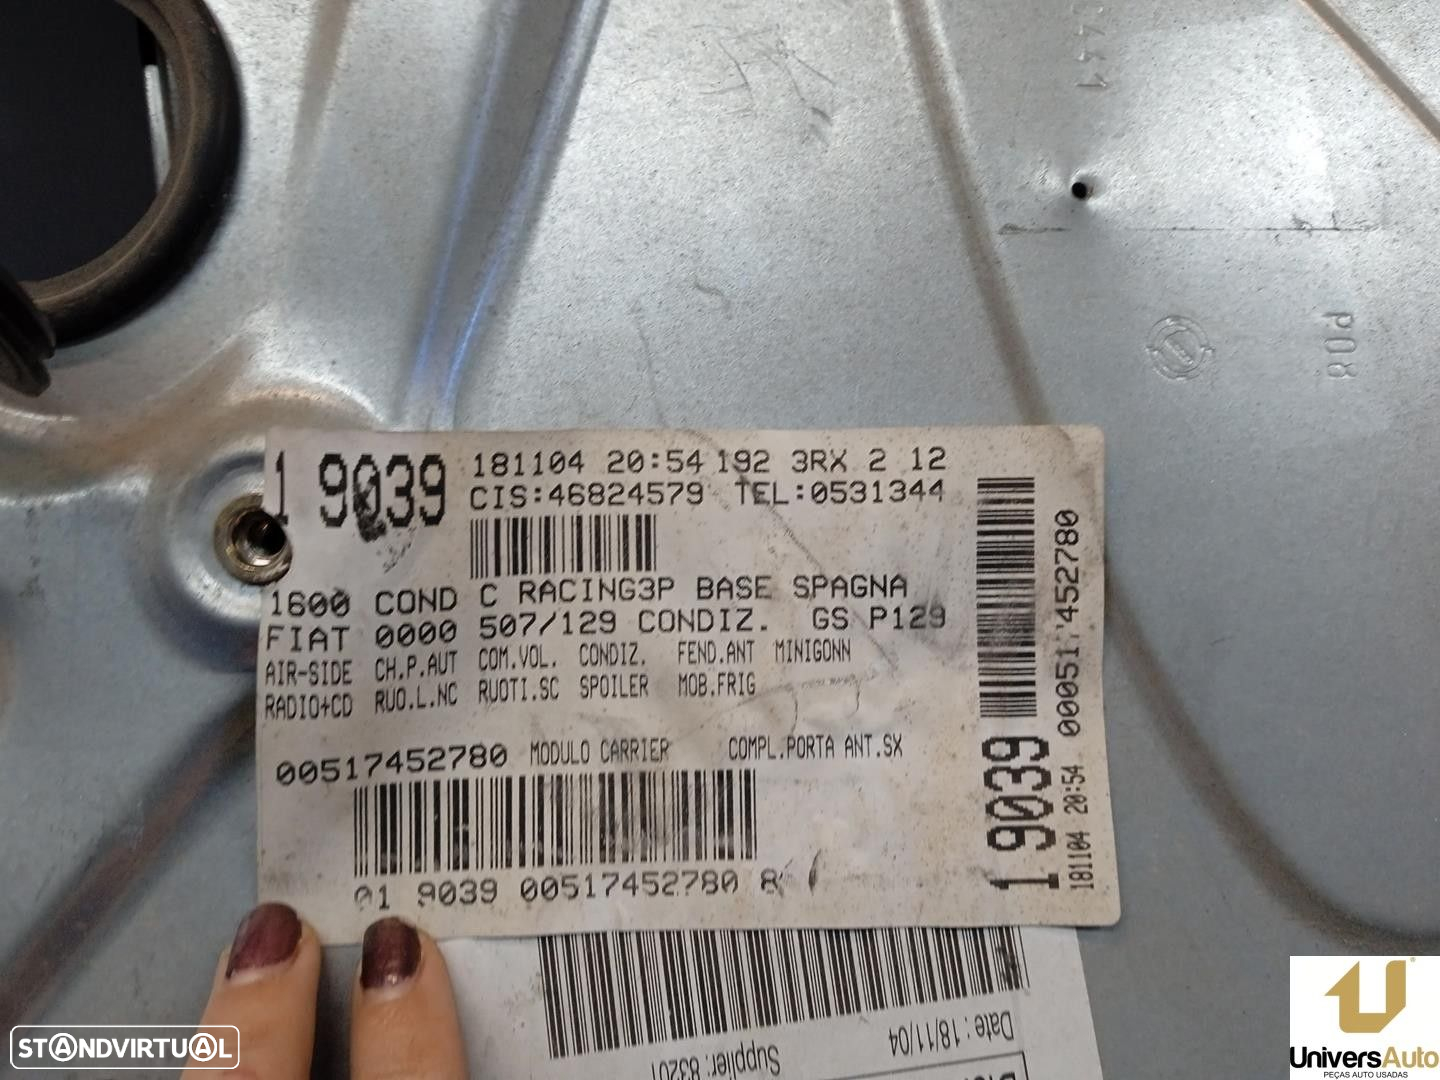 1 9039
181104 20:54 192 3RX 2 12
CIS:46824579 TEL:0531344
1600 COND C RACING3P BASE SPAGNA
FIAT 0000 507/129 CONDIZ. GS P129
AIR-SIDE CH.P.AUT COM.VOL. CONDIZ. FEND.ANT MINIGONN
RADIO+CD RUO.L.NC RUOTI.SC SPOILER MOB.FRIG
00517452780 MODULO CARRIER COMPL.PORTA ANT.SX
01 9039 00517452780 8
00517452780
1 9039
181104 20:54
Date: 18/11/04
Supplier: 83201
P08
STANDVIRTUAL
UniversAuto
PEÇAS AUTO USADAS